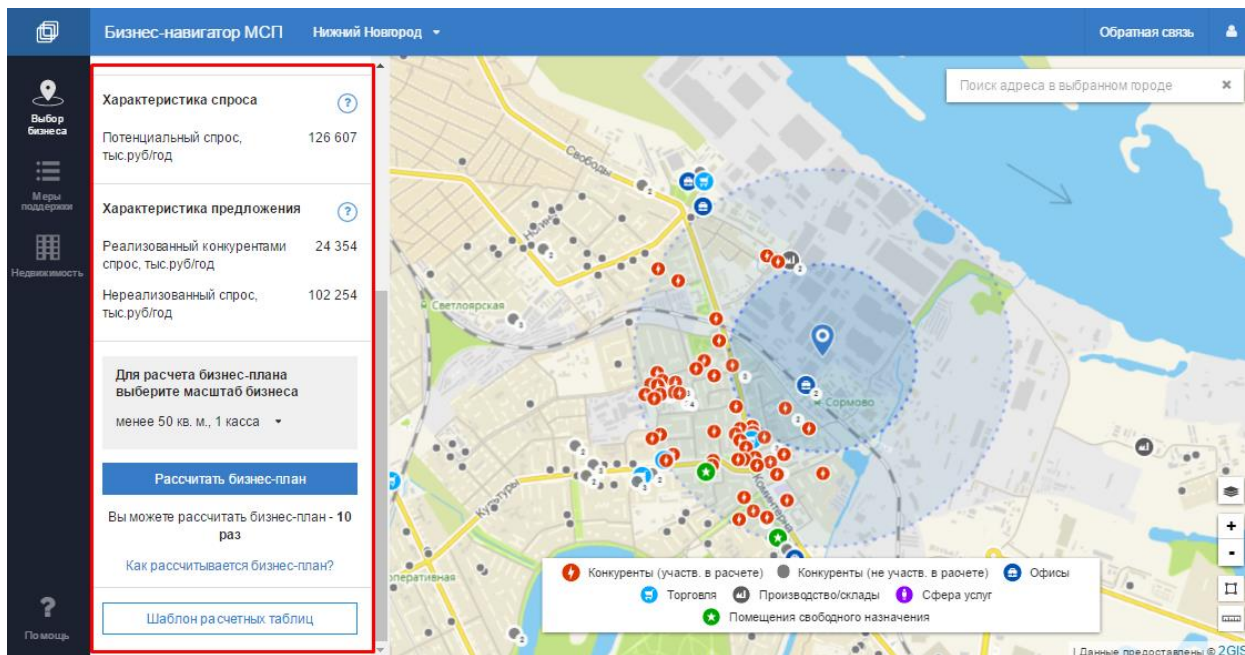 Бизнес-навигатор МСП
Нижний Новгород
Обратная связь
Выбор
бизнеса
Меры
поддержки
Недвижимость
?
Помощь
Характеристика спроса ?
Потенциальный спрос, 126 607
тыс.руб/год
Характеристика предложения ?
Реализованный конкурентами 24 354
спрос, тыс.руб/год
Нереализованный спрос, 102 254
тыс.руб/год
Для расчета бизнес-плана
выберите масштаб бизнеса
менее 50 кв. м., 1 касса
Рассчитать бизнес-план
Вы можете рассчитать бизнес-план - 10
раз
Как рассчитывается бизнес-план?
Шаблон расчетных таблиц
Поиск адреса в выбранном городе
Свободы
Светлоярская
Сормово
Культуры
Коминтерна
Конкуренты (участв. в расчете) Конкуренты (не участв. в расчете) Офисы
Торговля Производство/склады Сфера услуг
Помещения свободного назначения
+
-
| Данные предоставлены © 2GIS